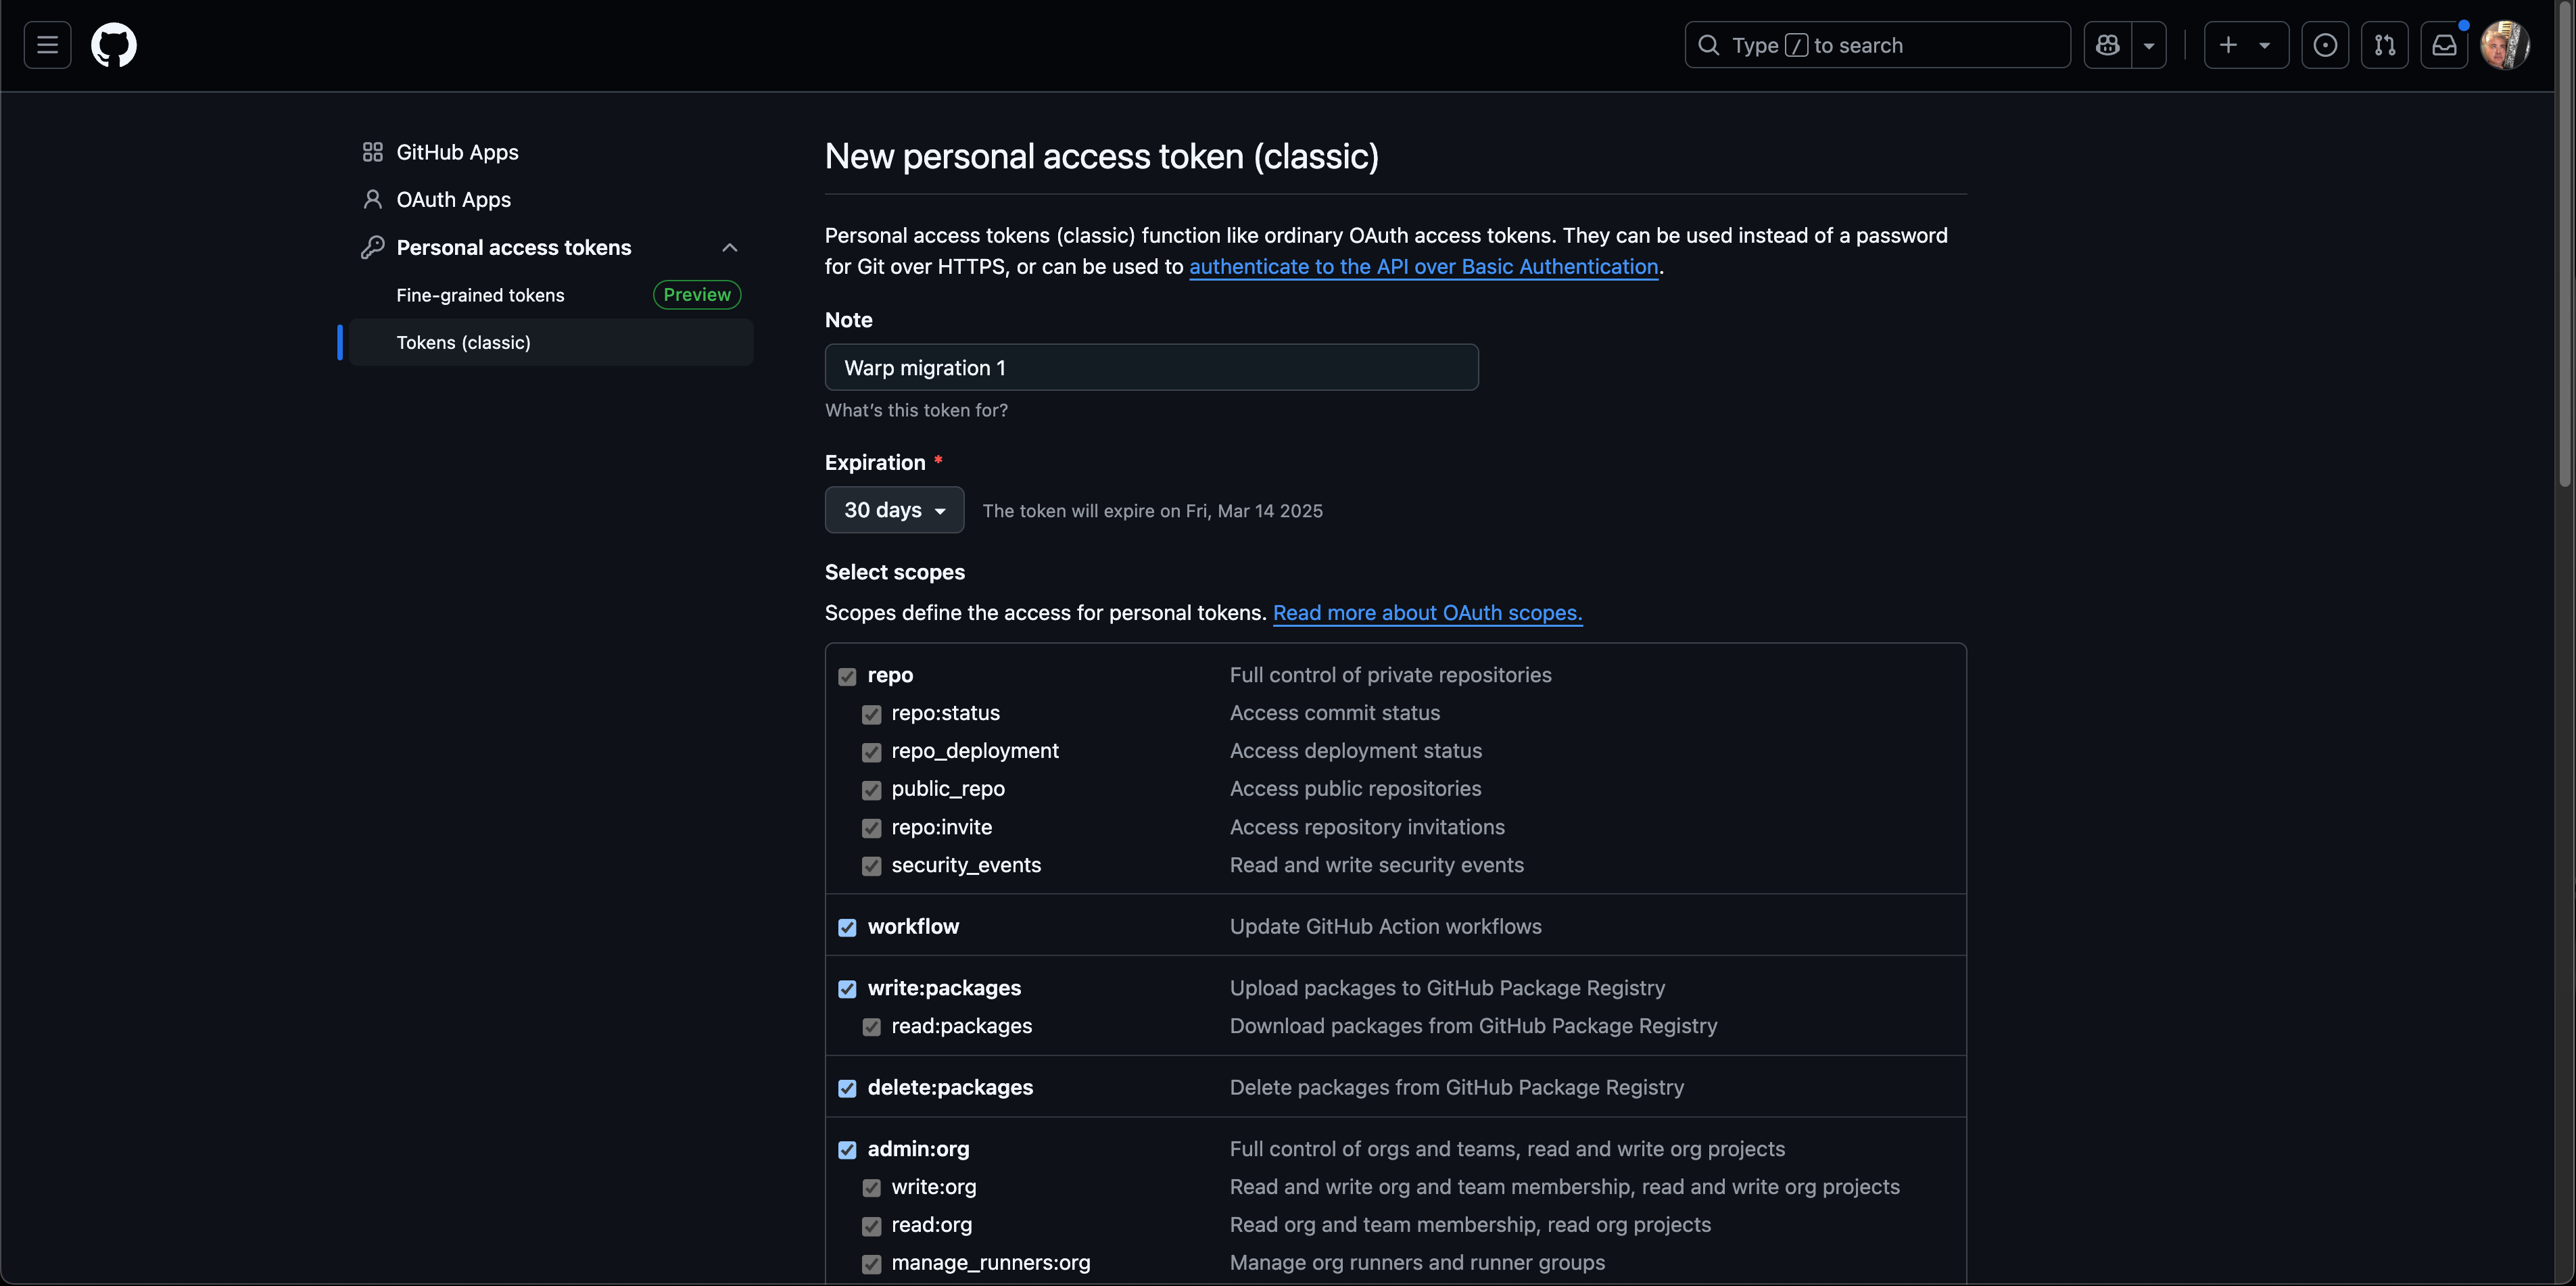 Type / to search
GitHub Apps
OAuth Apps
Personal access tokens
Fine-grained tokens Preview
Tokens (classic)
New personal access token (classic)
Personal access tokens (classic) function like ordinary OAuth access tokens. They can be used instead of a password
for Git over HTTPS, or can be used to authenticate to the API over Basic Authentication.
Note
Warp migration 1
What's this token for?
Expiration *
30 days The token will expire on Fri, Mar 14 2025
Select scopes
Scopes define the access for personal tokens. Read more about OAuth scopes.
repo Full control of private repositories
repo:status Access commit status
repo_deployment Access deployment status
public_repo Access public repositories
repo:invite Access repository invitations
security_events Read and write security events
workflow Update GitHub Action workflows
write:packages Upload packages to GitHub Package Registry
read:packages Download packages from GitHub Package Registry
delete:packages Delete packages from GitHub Package Registry
admin:org Full control of orgs and teams, read and write org projects
write:org Read and write org and team membership, read and write org projects
read:org Read org and team membership, read org projects
manage_runners:org Manage org runners and runner groups